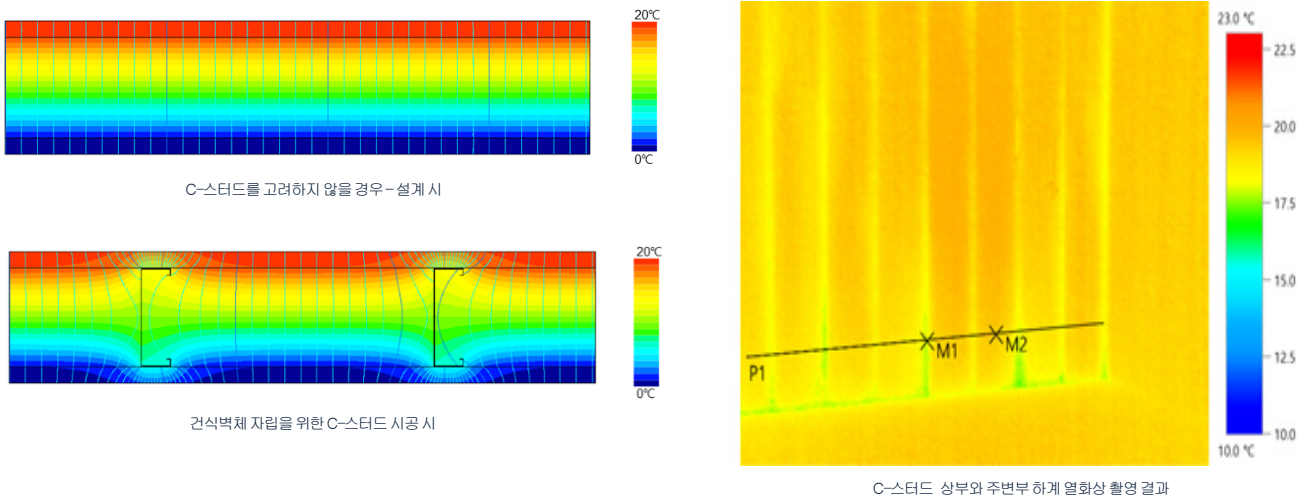 20℃
0℃
C-스터드를 고려하지 않을 경우 – 설계 시
20℃
0℃
건식벽체 자립을 위한 C-스터드 시공 시
23.0 ℃
22.5
20.0
17.5
15.0
12.5
10.0
10.0 ℃
M1
M2
P1
C-스터드 상부와 주변부 하계 열화상 촬영 결과